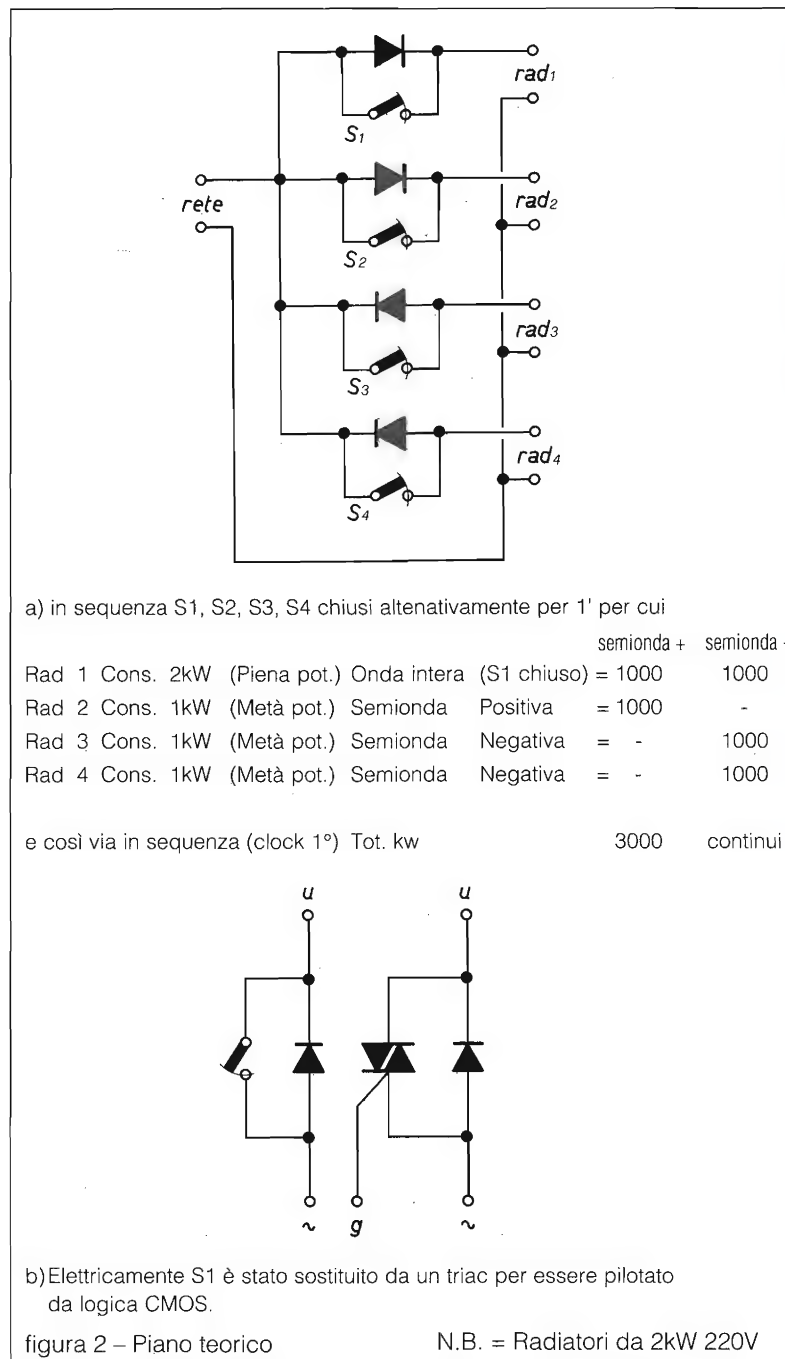 rad1
S1
rete
rad2
S2
rad3
S3
rad4
S4
a) in sequenza S1, S2, S3, S4 chiusi altenativamente per 1' per cui
semionda + semionda -
Rad 1 Cons. 2kW (Piena pot.) Onda intera (S1 chiuso) = 1000 1000
Rad 2 Cons. 1kW (Metà pot.) Semionda Positiva = 1000 -
Rad 3 Cons. 1kW (Metà pot.) Semionda Negativa = - 1000
Rad 4 Cons. 1kW (Metà pot.) Semionda Negativa = - 1000
e così via in sequenza (clock 1°) Tot. kw 3000 continui
u u
~ g ~
b) Elettricamente S1 è stato sostituito da un triac per essere pilotato
da logica CMOS.
figura 2 – Piano teorico N.B. = Radiatori da 2kW 220V